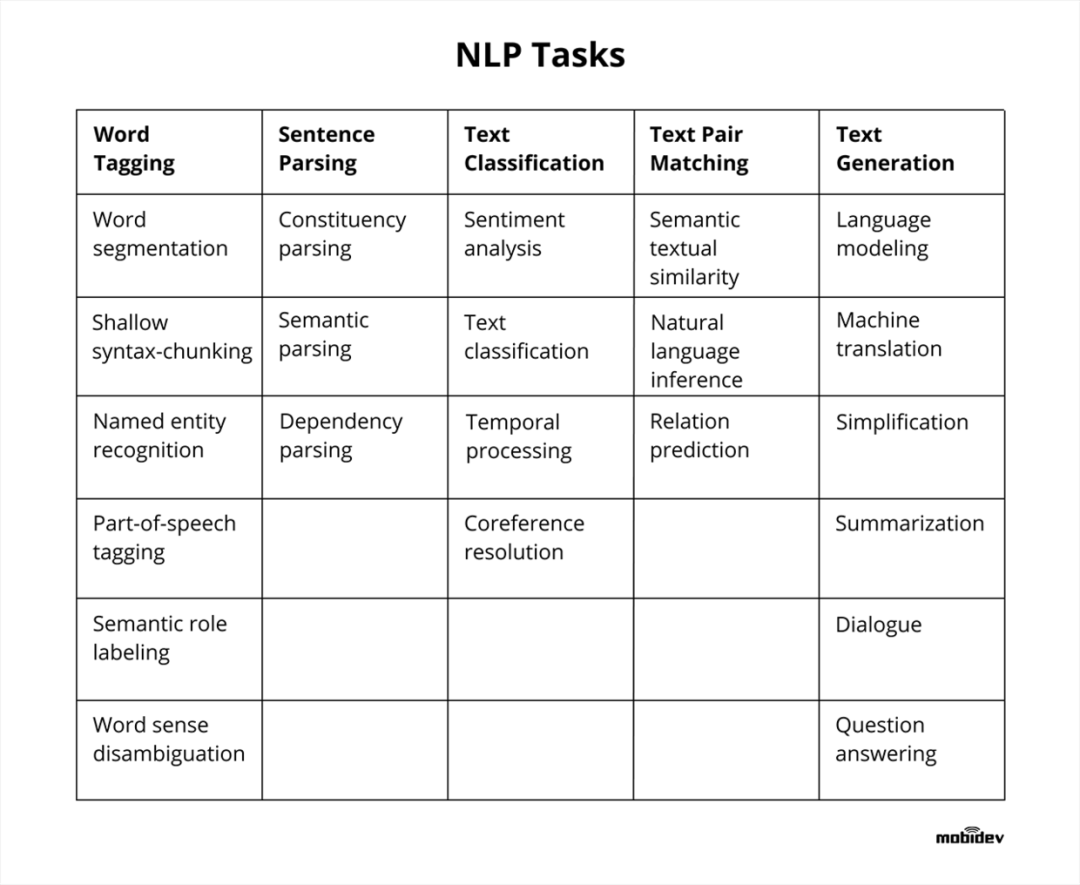 NLP Tasks
Word
Tagging
Sentence
Parsing
Text
Classification
Text Pair
Matching
Text
Generation
Word
segmentation
Constituency
parsing
Sentiment
analysis
Semantic
textual
similarity
Language
modeling
Shallow
syntax-chunking
Semantic
parsing
Text
classification
Natural
language
inference
Machine
translation
Named entity
recognition
Dependency
parsing
Temporal
processing
Relation
prediction
Simplification
Part-of-speech
tagging
Coreference
resolution
Summarization
Semantic role
labeling
Dialogue
Word sense
disambiguation
Question
answering
mobidev